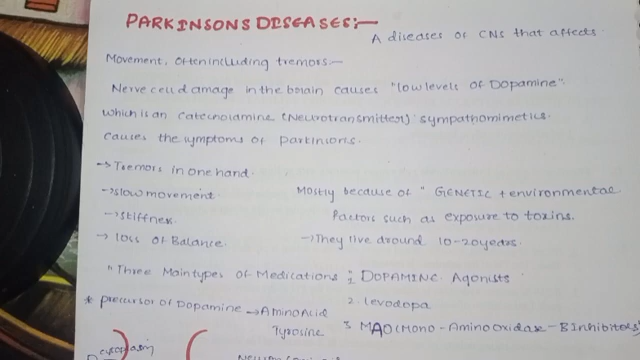 PARKINSONS DISEASES:-
A diseases of CNS that affects
Movement, Often including tremors:-
Nerve cell damage in the brain causes "low levels of Dopamine"
which is an catecholamine (Neurotransmitter) sympathomimetics.
causes the symptoms of parkinsons.
→ Tremors in one hand.
→ slow movement.
Mostly because of " GENETIC + environmental
→ stiffness.
Factors such as exposure to toxins.
→ loss of Balance.
→ They live around 10-20 years.
" Three Main types of Medications : 1 DOPAMINC Agonists
* precursor of Dopamine → Amino Acid
2. levodopa
Tyrosine
3 MAO (Mono - Amino Oxidase - B Inhibitors)